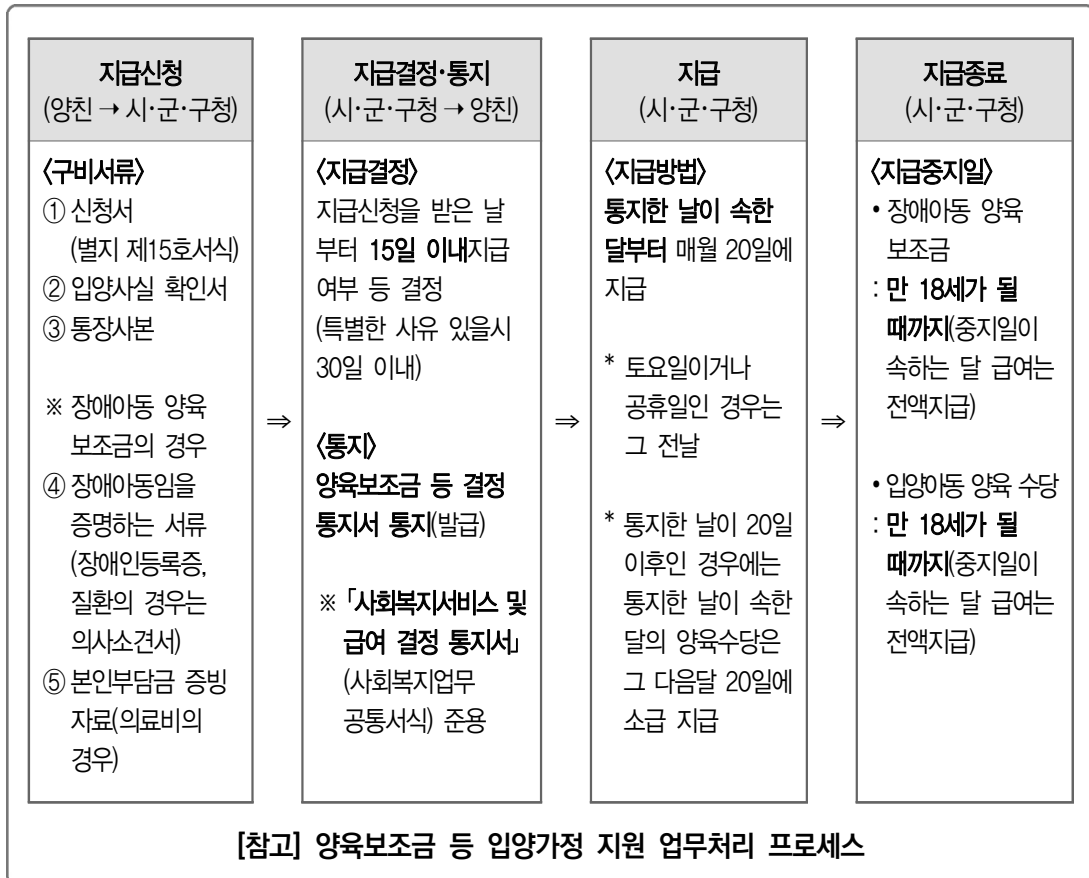 지급신청
(양친 → 시·군·구청)
〈구비서류〉
① 신청서
(별지 제15호서식)
② 입양사실 확인서
③ 통장사본
※ 장애아동 양육
보조금의 경우
④ 장애아동임을
증명하는 서류
(장애인등록증,
질환의 경우는
의사소견서)
⑤ 본인부담금 증빙
자료(의료비의
경우)
⇒
지급결정·통지
(시·군·구청 → 양친)
〈지급결정〉
지급신청을 받은 날
부터 15일 이내지급
여부 등 결정
(특별한 사유 있을시
30일 이내)
〈통지〉
양육보조금 등 결정
통지서 통지(발급)
※ 「사회복지서비스 및
급여 결정 통지서」
(사회복지업무
공통서식) 준용
⇒
지급
(시·군·구청)
〈지급방법〉
통지한 날이 속한
달부터 매월 20일에
지급
* 토요일이거나
공휴일인 경우는
그 전날
* 통지한 날이 20일
이후인 경우에는
통지한 날이 속한
달의 양육수당은
그 다음달 20일에
소급 지급
⇒
지급종료
(시·군·구청)
〈지급중지일〉
• 장애아동 양육
보조금
: 만 18세가 될
때까지(중지일이
속하는 달 급여는
전액지급)
• 입양아동 양육 수당
: 만 18세가 될
때까지(중지일이
속하는 달 급여는
전액지급)
[참고] 양육보조금 등 입양가정 지원 업무처리 프로세스